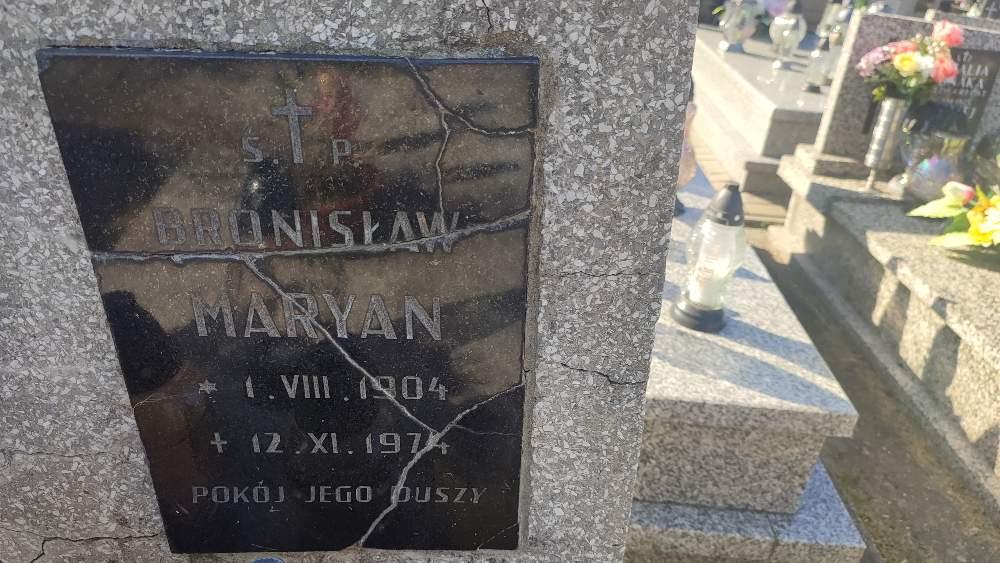 Ś. P.
BRONISŁAW
MARYAN
* 1. VIII. 1904
+ 12. XI. 1974
POKÓJ JEGO DUSZY